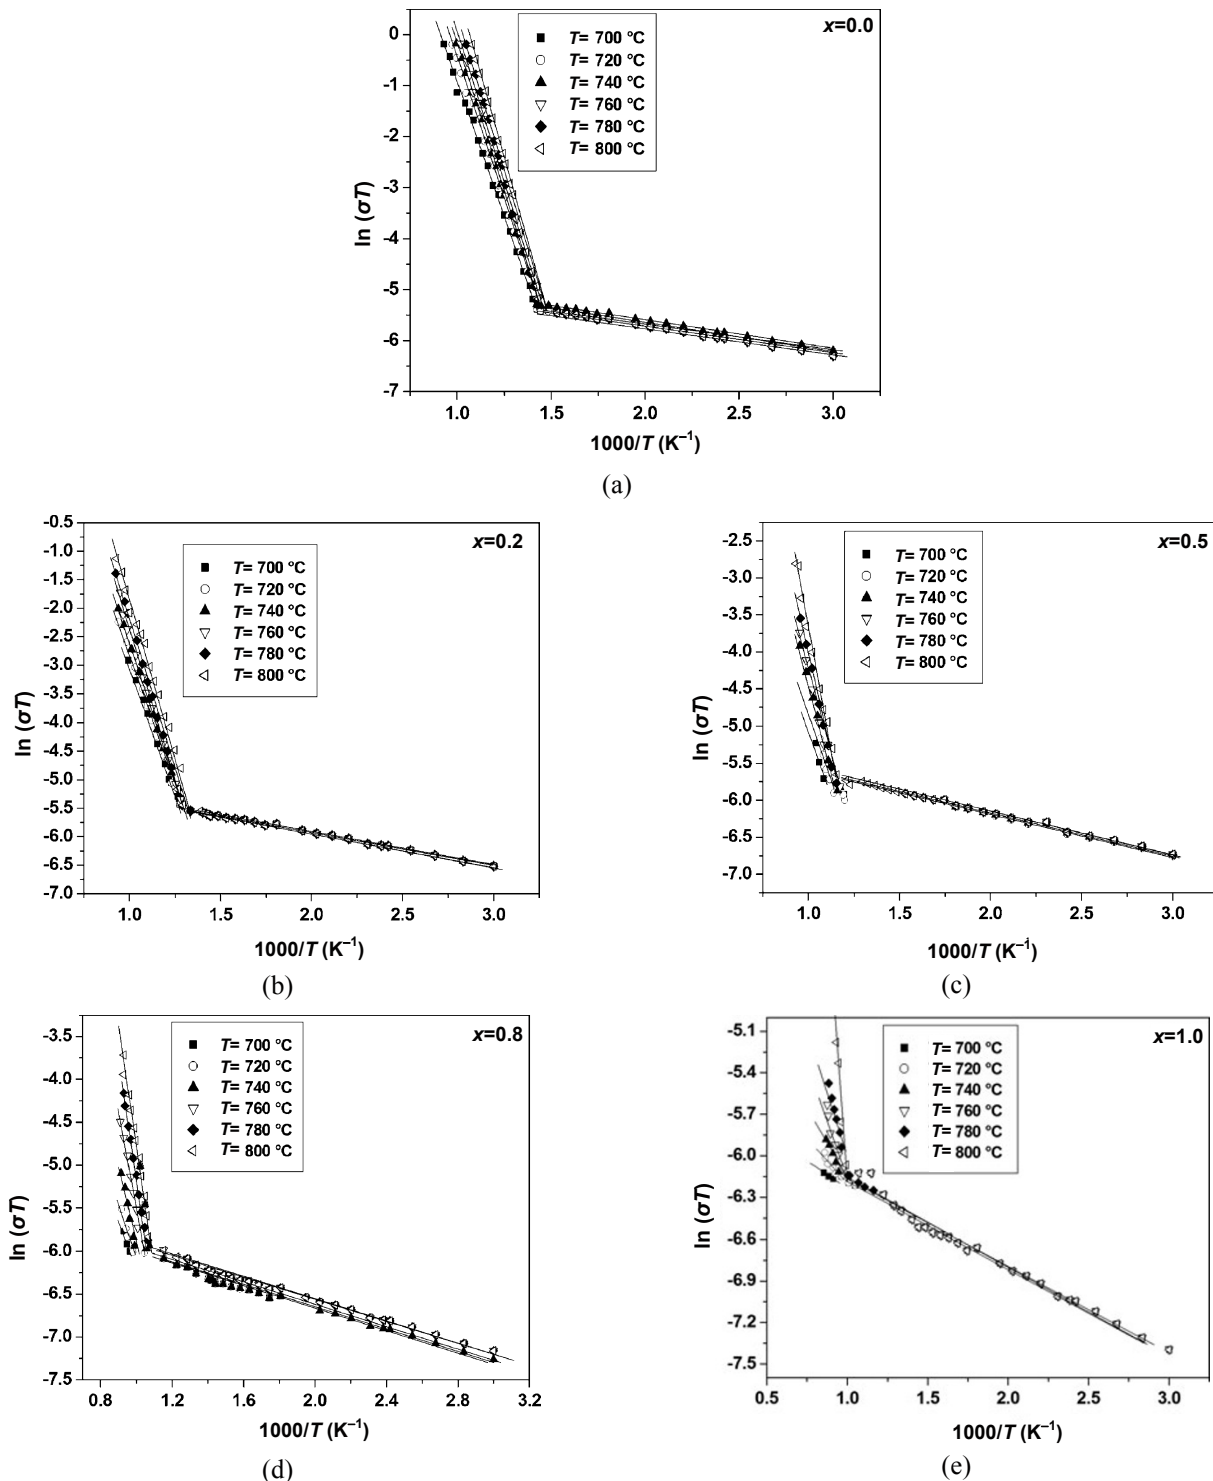 x=0.0
T= 700 °C
T= 720 °C
T= 740 °C
T= 760 °C
T= 780 °C
T= 800 °C
0
-1
-2
-3
-4
-5
-6
-7
ln (σT)
1.0 1.5 2.0 2.5 3.0
1000/T (K⁻¹)
(a)
x=0.2
T= 700 °C
T= 720 °C
T= 740 °C
T= 760 °C
T= 780 °C
T= 800 °C
-0.5
-1.0
-1.5
-2.0
-2.5
-3.0
-3.5
-4.0
-4.5
-5.0
-5.5
-6.0
-6.5
-7.0
ln (σT)
1.0 1.5 2.0 2.5 3.0
1000/T (K⁻¹)
(b)
x=0.5
T= 700 °C
T= 720 °C
T= 740 °C
T= 760 °C
T= 780 °C
T= 800 °C
-2.5
-3.0
-3.5
-4.0
-4.5
-5.0
-5.5
-6.0
-6.5
-7.0
ln (σT)
1.0 1.5 2.0 2.5 3.0
1000/T (K⁻¹)
(c)
x=0.8
T= 700 °C
T= 720 °C
T= 740 °C
T= 760 °C
T= 780 °C
T= 800 °C
-3.5
-4.0
-4.5
-5.0
-5.5
-6.0
-6.5
-7.0
-7.5
ln (σT)
0.8 1.2 1.6 2.0 2.4 2.8 3.2
1000/T (K⁻¹)
(d)
x=1.0
T= 700 °C
T= 720 °C
T= 740 °C
T= 760 °C
T= 780 °C
T= 800 °C
-5.1
-5.4
-5.7
-6.0
-6.3
-6.6
-6.9
-7.2
-7.5
ln (σT)
0.5 1.0 1.5 2.0 2.5 3.0
1000/T (K⁻¹)
(e)